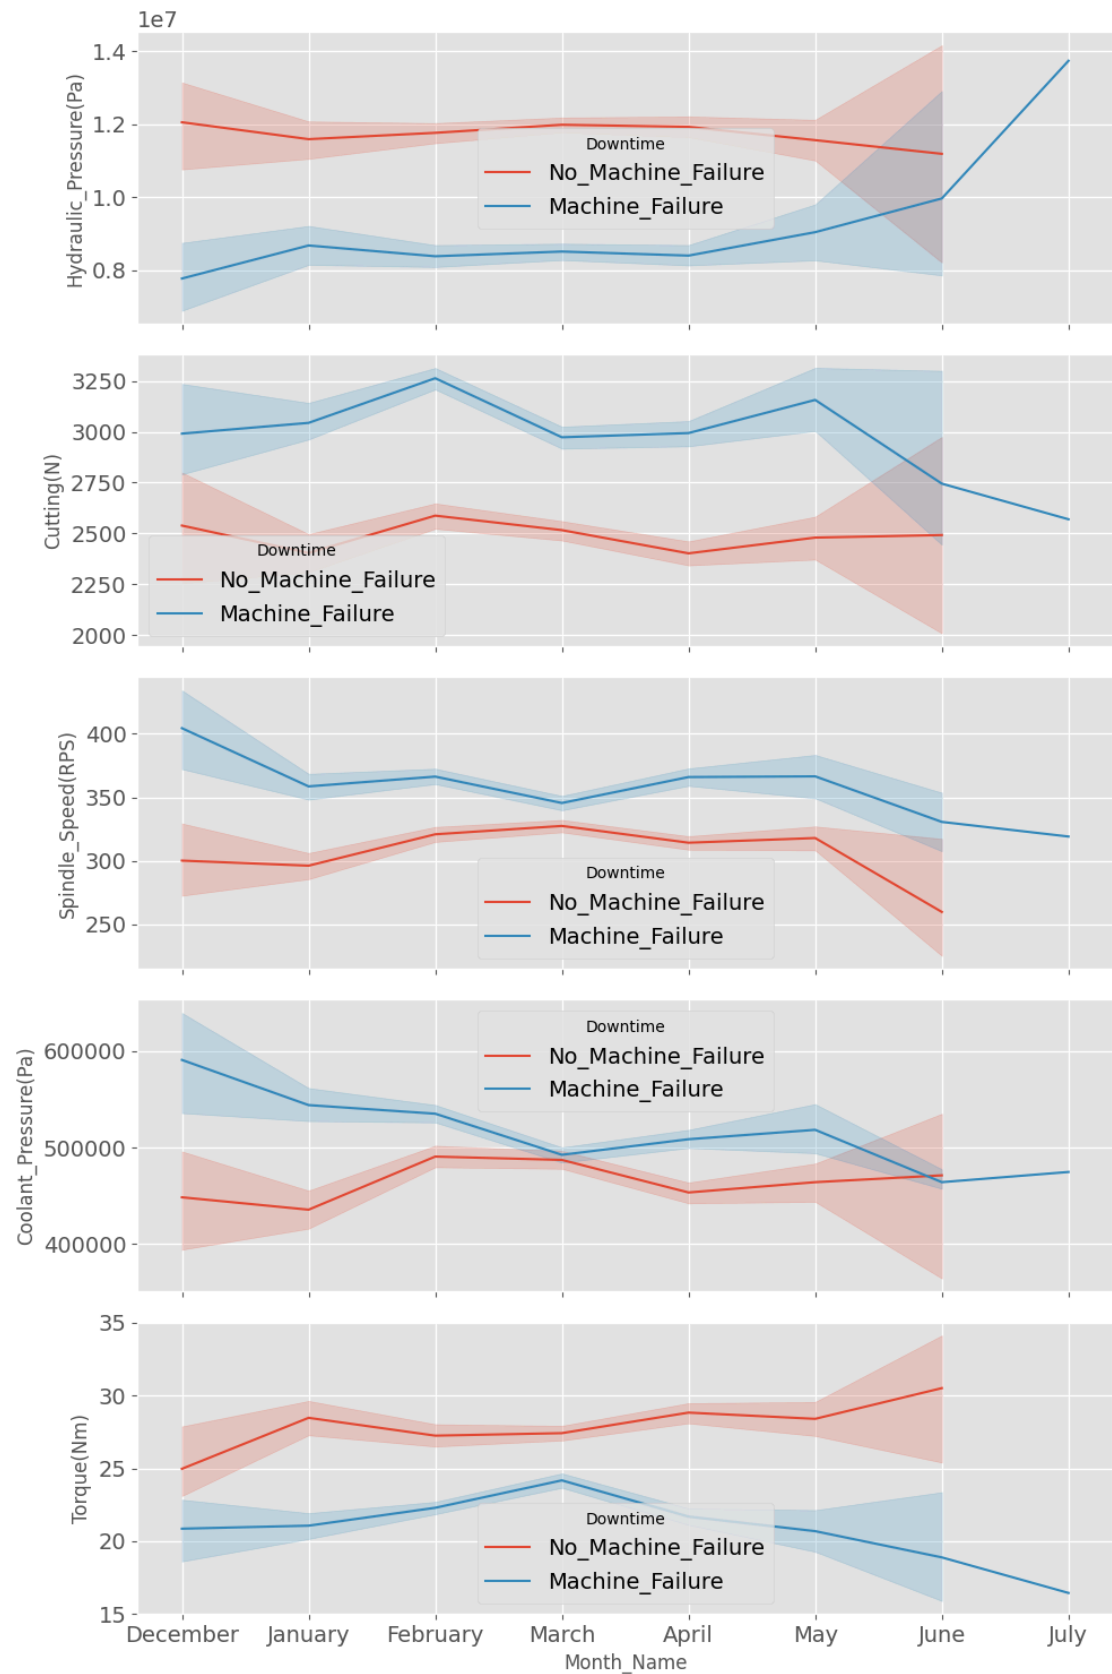 1e7
1.4
1.2
1.0
0.8
Hydraulic_Pressure(Pa)
Downtime
No_Machine_Failure
Machine_Failure
3250
3000
2750
2500
2250
2000
Cutting(N)
Downtime
No_Machine_Failure
Machine_Failure
400
350
300
250
Spindle_Speed(RPS)
Downtime
No_Machine_Failure
Machine_Failure
600000
500000
400000
Coolant_Pressure(Pa)
Downtime
No_Machine_Failure
Machine_Failure
35
30
25
20
15
Torque(Nm)
Downtime
No_Machine_Failure
Machine_Failure
December January February March April May June July
Month_Name